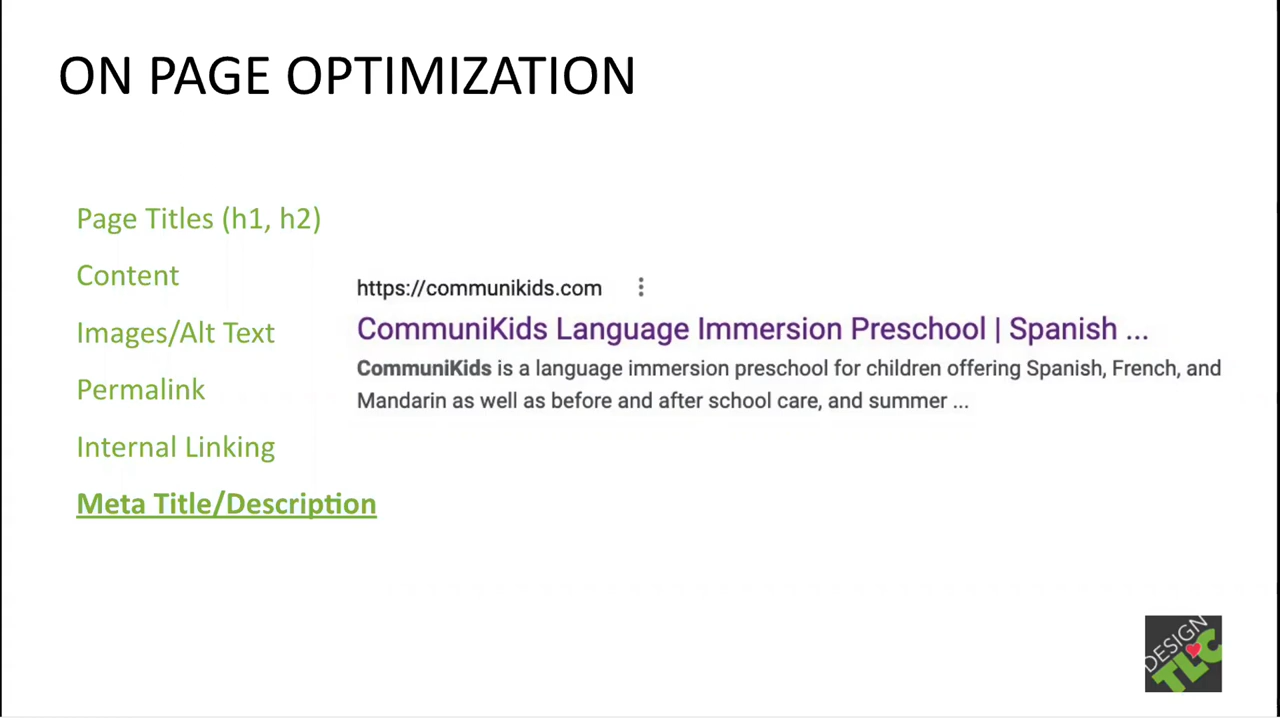 ON PAGE OPTIMIZATION
Page Titles (h1, h2)
Content
Images/Alt Text
Permalink
Internal Linking
Meta Title/Description
https://communikids.com
CommuniKids Language Immersion Preschool | Spanish ...
CommuniKids is a language immersion preschool for children offering Spanish, French, and
Mandarin as well as before and after school care, and summer ...
DESIGN
TLC